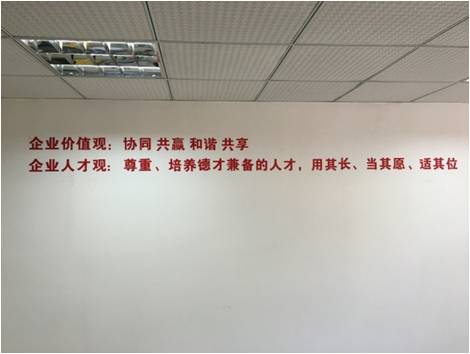 企业价值观：协同 共赢 和谐 共享
企业人才观：尊重、培养德才兼备的人才，用其长、当其愿、适其位